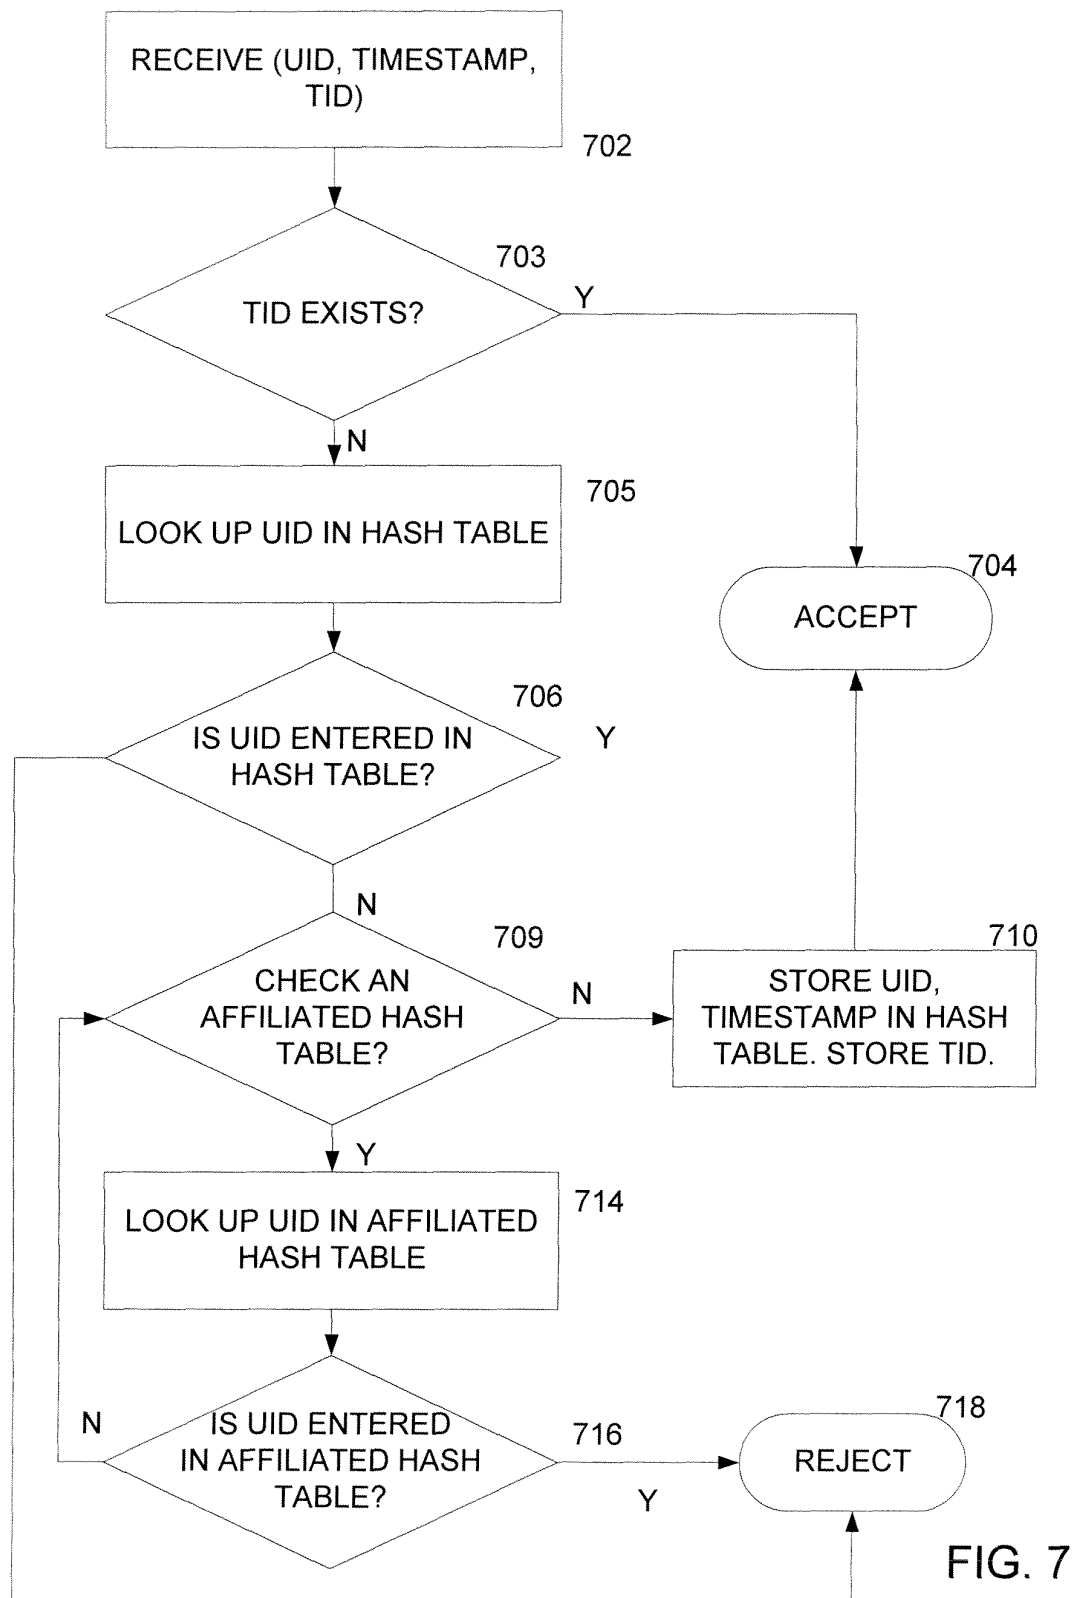 RECEIVE (UID, TIMESTAMP,
TID)
702
703
TID EXISTS?
Y
N
705
LOOK UP UID IN HASH TABLE
704
ACCEPT
706
IS UID ENTERED IN
HASH TABLE?
Y
N
709
CHECK AN
AFFILIATED HASH
TABLE?
N
710
STORE UID,
TIMESTAMP IN HASH
TABLE. STORE TID.
Y
714
LOOK UP UID IN AFFILIATED
HASH TABLE
N
IS UID ENTERED
IN AFFILIATED HASH
TABLE?
716
Y
718
REJECT
FIG. 7